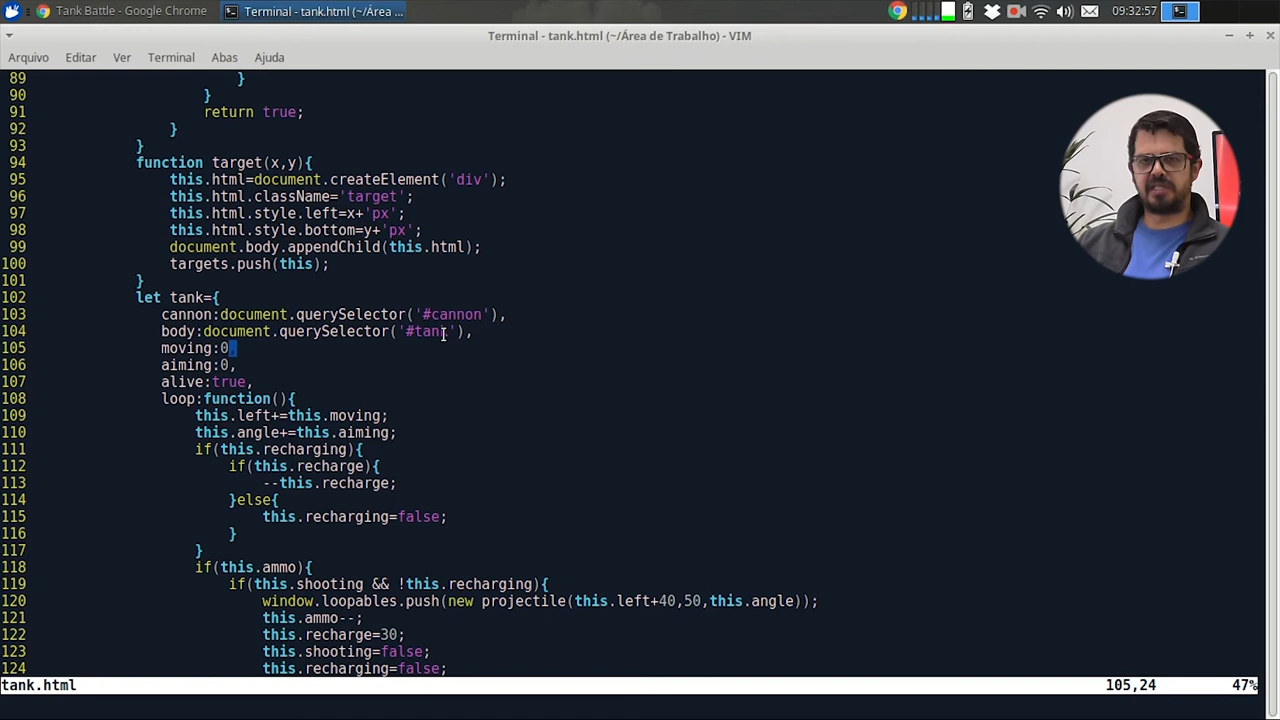 Tank Battle - Google Chrome
Terminal - tank.html (~/Área ...
09:32:57
Terminal - tank.html (~/Área de Trabalho) - VIM
Arquivo Editar Ver Terminal Abas Ajuda
89 }
90 }
91 return true;
92 }
93 }
94 function target(x,y){
95 this.html=document.createElement('div');
96 this.html.className='target';
97 this.html.style.left=x+'px';
98 this.html.style.bottom=y+'px';
99 document.body.appendChild(this.html);
100 targets.push(this);
101 }
102 let tank={
103 cannon:document.querySelector('#cannon'),
104 body:document.querySelector('#tank'),
105 moving:0,
106 aiming:0,
107 alive:true,
108 loop:function(){
109 this.left+=this.moving;
110 this.angle+=this.aiming;
111 if(this.recharging){
112 if(this.recharge){
113 --this.recharge;
114 }else{
115 this.recharging=false;
116 }
117 }
118 if(this.ammo){
119 if(this.shooting && !this.recharging){
120 window.loopables.push(new projectile(this.left+40,50,this.angle));
121 this.ammo--;
122 this.recharge=30;
123 this.shooting=false;
124 this.recharging=false;
tank.html 105,24 47%